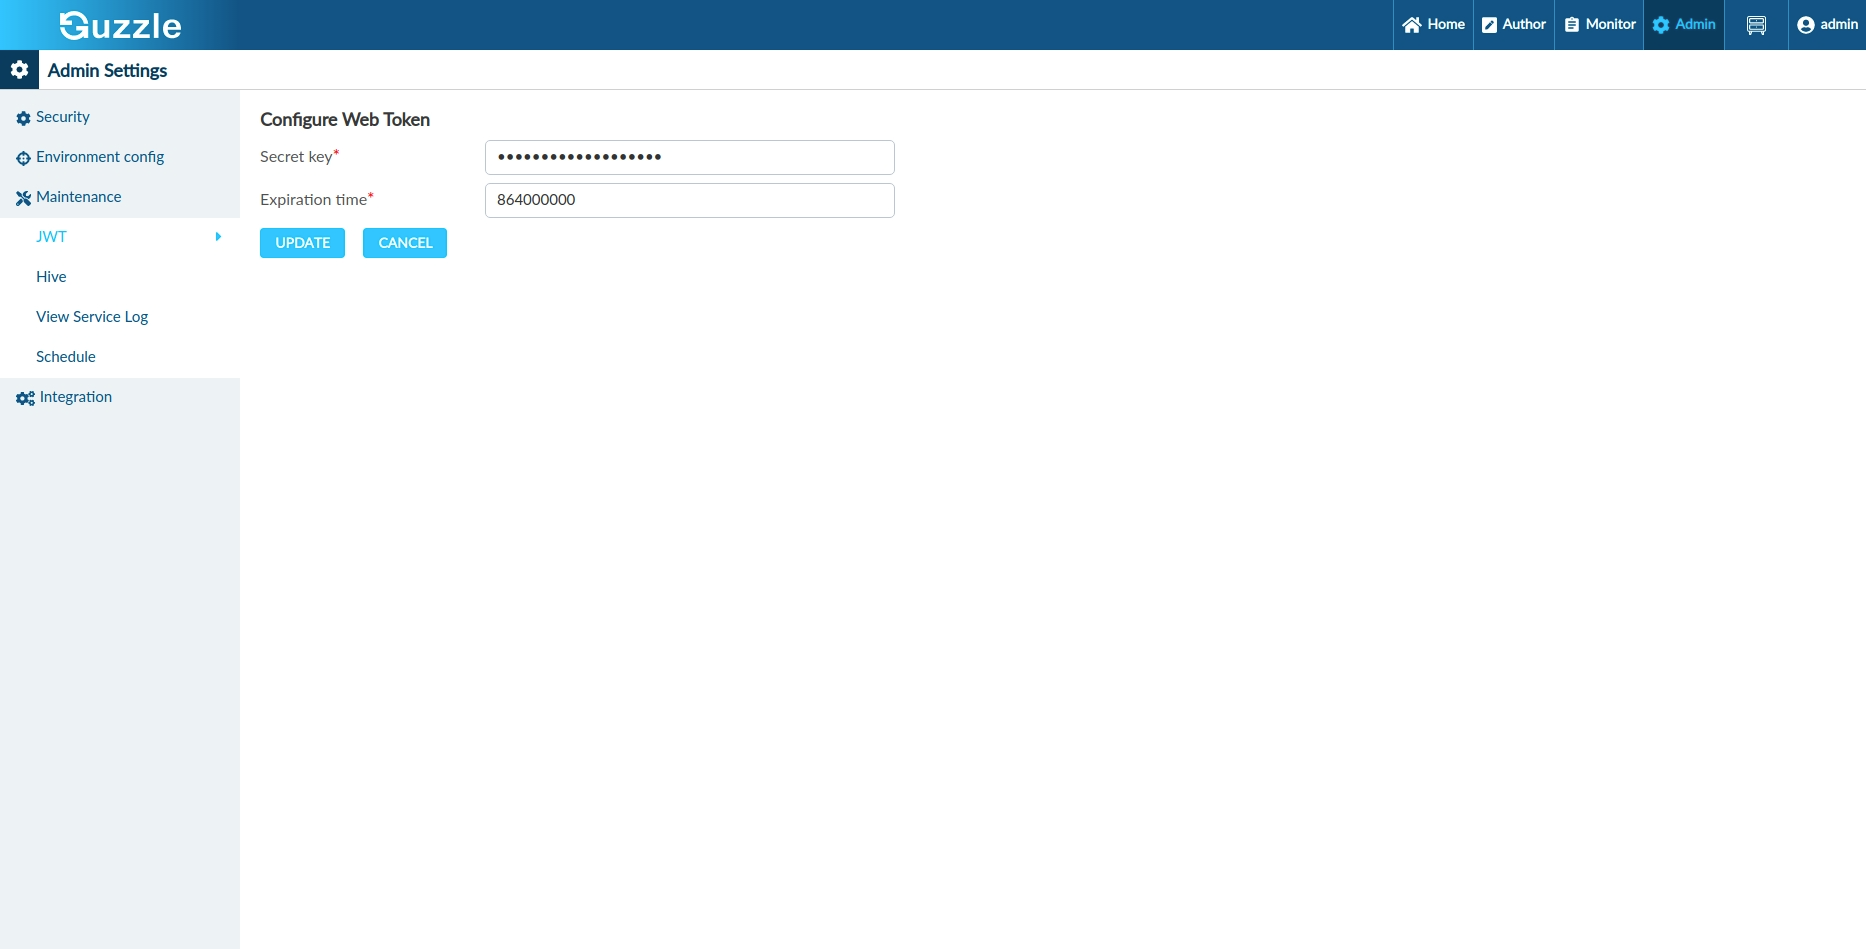 Guzzle
Home Author Monitor Admin admin
Admin Settings
Security
Environment config
Maintenance
JWT
Hive
View Service Log
Schedule
Integration
Configure Web Token
Secret key* •••••••••••••••••••
Expiration time* 864000000
UPDATE CANCEL